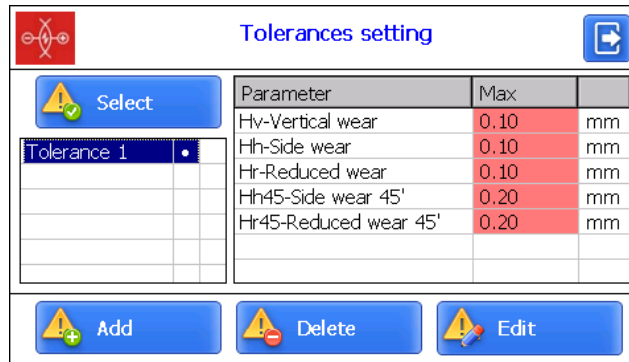 Tolerances setting
Select
Tolerance 1 •
Parameter Max
Hv-Vertical wear 0.10 mm
Hh-Side wear 0.10 mm
Hr-Reduced wear 0.10 mm
Hh45-Side wear 45' 0.20 mm
Hr45-Reduced wear 45' 0.20 mm
Add Delete Edit